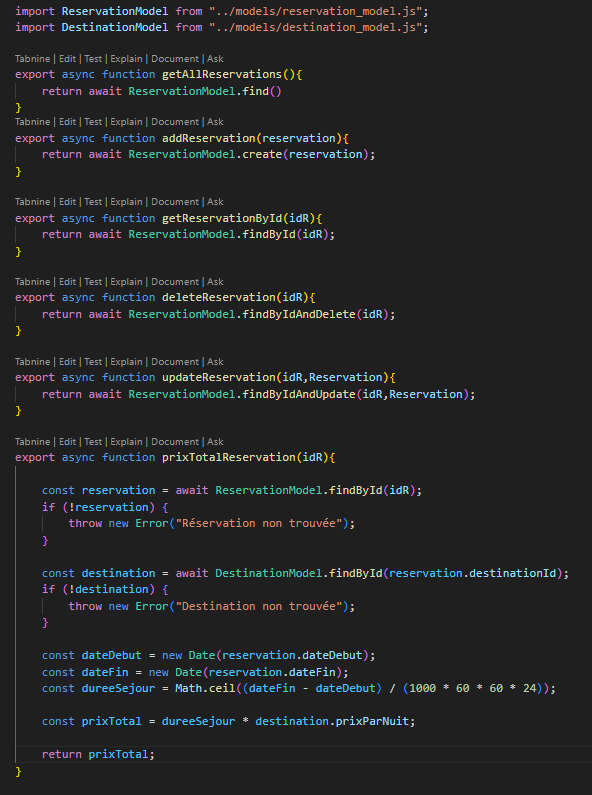 import ReservationModel from "../models/reservation_model.js";
import DestinationModel from "../models/destination_model.js";
Tabnine | Edit | Test | Explain | Document | Ask
export async function getAllReservations(){
return await ReservationModel.find()
}
Tabnine | Edit | Test | Explain | Document | Ask
export async function addReservation(reservation){
return await ReservationModel.create(reservation);
}
Tabnine | Edit | Test | Explain | Document | Ask
export async function getReservationById(idR){
return await ReservationModel.findById(idR);
}
Tabnine | Edit | Test | Explain | Document | Ask
export async function deleteReservation(idR){
return await ReservationModel.findByIdAndDelete(idR);
}
Tabnine | Edit | Test | Explain | Document | Ask
export async function updateReservation(idR,Reservation){
return await ReservationModel.findByIdAndUpdate(idR,Reservation);
}
Tabnine | Edit | Test | Explain | Document | Ask
export async function prixTotalReservation(idR){
const reservation = await ReservationModel.findById(idR);
if (!reservation) {
throw new Error("Réservation non trouvée");
}
const destination = await DestinationModel.findById(reservation.destinationId);
if (!destination) {
throw new Error("Destination non trouvée");
}
const dateDebut = new Date(reservation.dateDebut);
const dateFin = new Date(reservation.dateFin);
const dureeSejour = Math.ceil((dateFin - dateDebut) / (1000 * 60 * 60 * 24));
const prixTotal = dureeSejour * destination.prixParNuit;
return prixTotal;
}